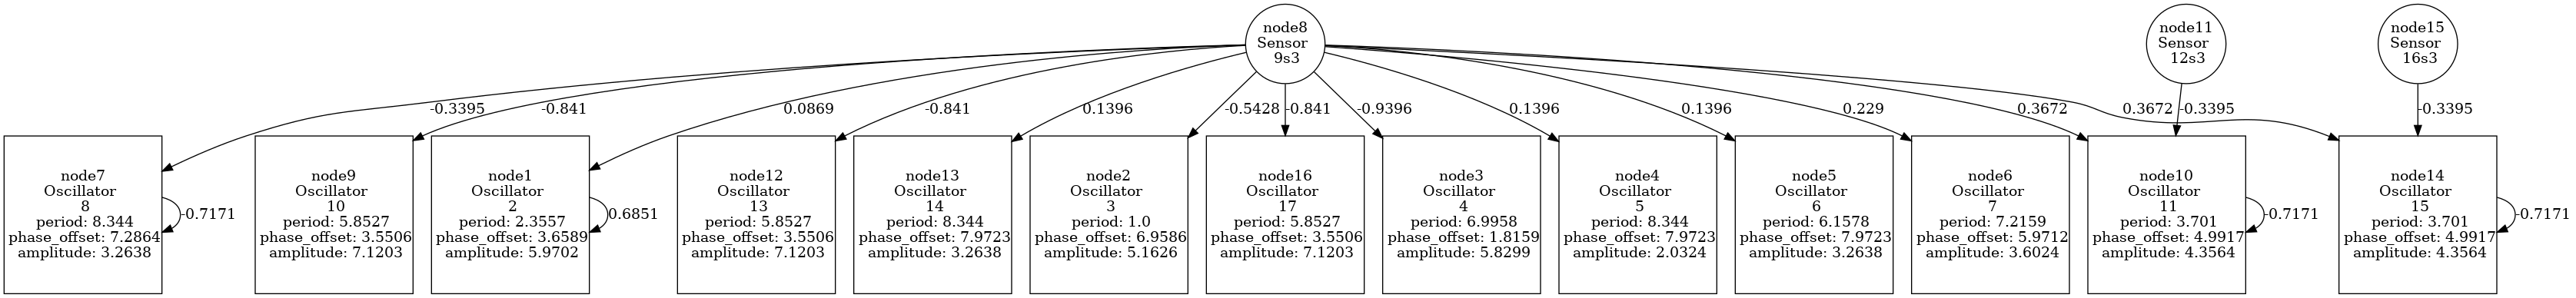 node8
Sensor
9s3
node11
Sensor
12s3
node15
Sensor
16s3
-0.3395
-0.841
0.0869
-0.841
0.1396
-0.5428
-0.841
-0.9396
0.1396
0.1396
0.229
0.3672
-0.3395
0.3672
-0.3395
node7
Oscillator
8
period: 8.344
phase_offset: 7.2864
amplitude: 3.2638
-0.7171
node9
Oscillator
10
period: 5.8527
phase_offset: 3.5506
amplitude: 7.1203
node1
Oscillator
2
period: 2.3557
phase_offset: 3.6589
amplitude: 5.9702
0.6851
node12
Oscillator
13
period: 5.8527
phase_offset: 3.5506
amplitude: 7.1203
node13
Oscillator
14
period: 8.344
phase_offset: 7.9723
amplitude: 3.2638
node2
Oscillator
3
period: 1.0
phase_offset: 6.9586
amplitude: 5.1626
node16
Oscillator
17
period: 5.8527
phase_offset: 3.5506
amplitude: 7.1203
node3
Oscillator
4
period: 6.9958
phase_offset: 1.8159
amplitude: 5.8299
node4
Oscillator
5
period: 8.344
phase_offset: 7.9723
amplitude: 2.0324
node5
Oscillator
6
period: 6.1578
phase_offset: 7.9723
amplitude: 3.2638
node6
Oscillator
7
period: 7.2159
phase_offset: 5.9712
amplitude: 3.6024
node10
Oscillator
11
period: 3.701
phase_offset: 4.9917
amplitude: 4.3564
-0.7171
node14
Oscillator
15
period: 3.701
phase_offset: 4.9917
amplitude: 4.3564
-0.7171